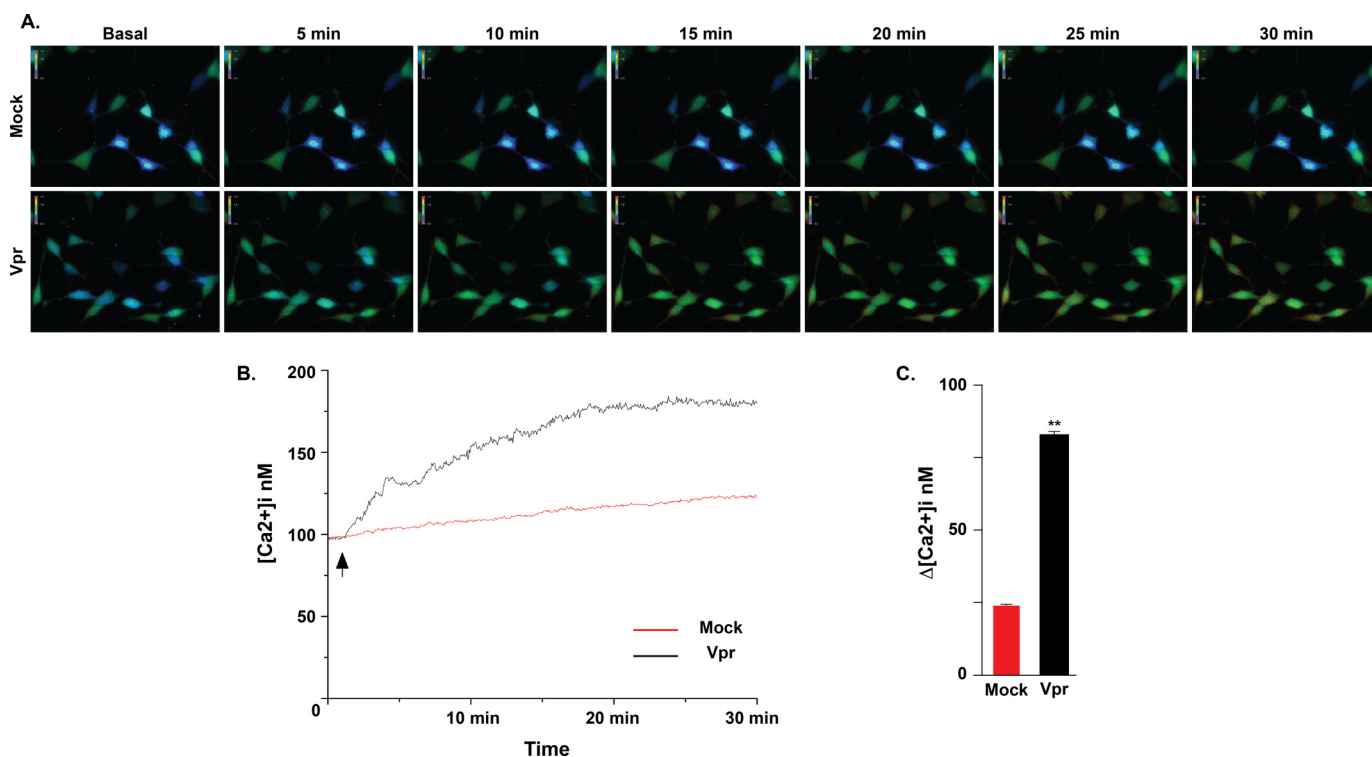 A.
Basal 5 min 10 min 15 min 20 min 25 min 30 min
Mock
Vpr
B.
200
150
100
50
0
[Ca2+]i nM
10 min 20 min 30 min
Time
Mock
Vpr
C.
100
50
0
Δ[Ca2+]i nM
**
Mock Vpr